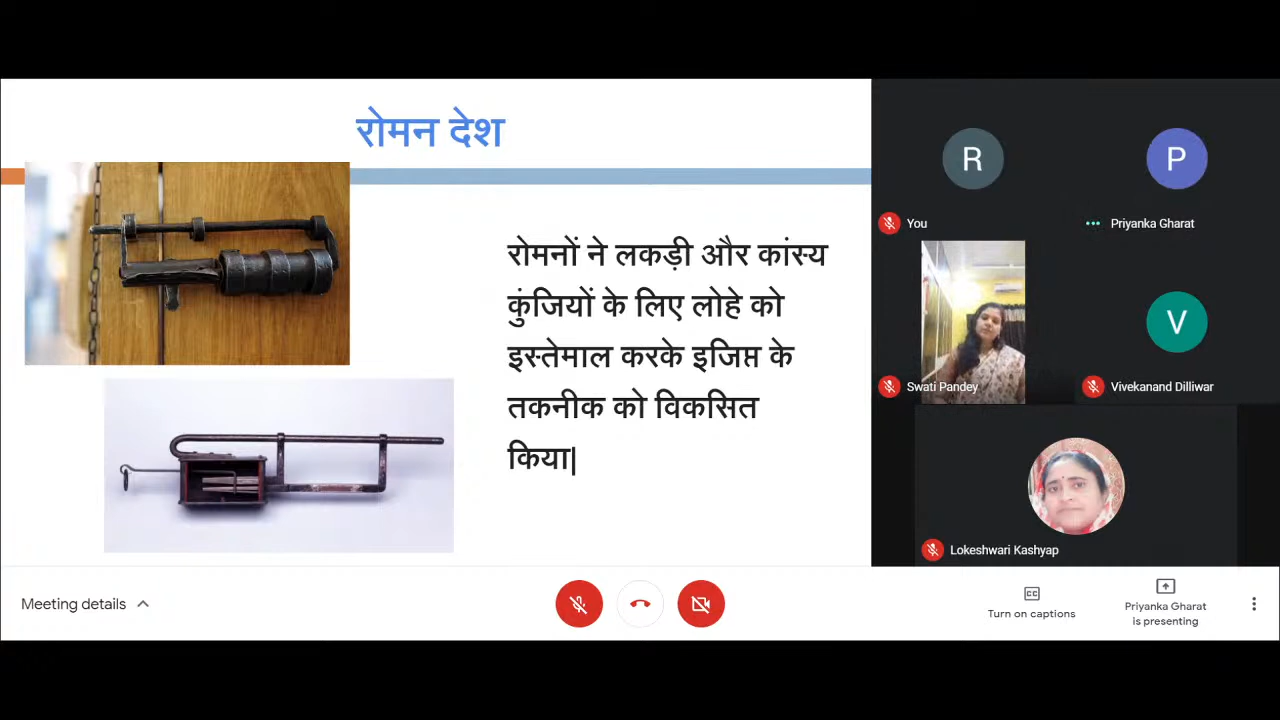 रोमन देश
रोमनों ने लकड़ी और कांस्य
कुंजियों के लिए लोहे को
इस्तेमाल करके इजिप्त के
तकनीक को विकसित
किया|
R
P
You
Priyanka Gharat
V
Swati Pandey
Vivekanand Dilliwar
Lokeshwari Kashyap
Meeting details
CC
Turn on captions
Priyanka Gharat
is presenting